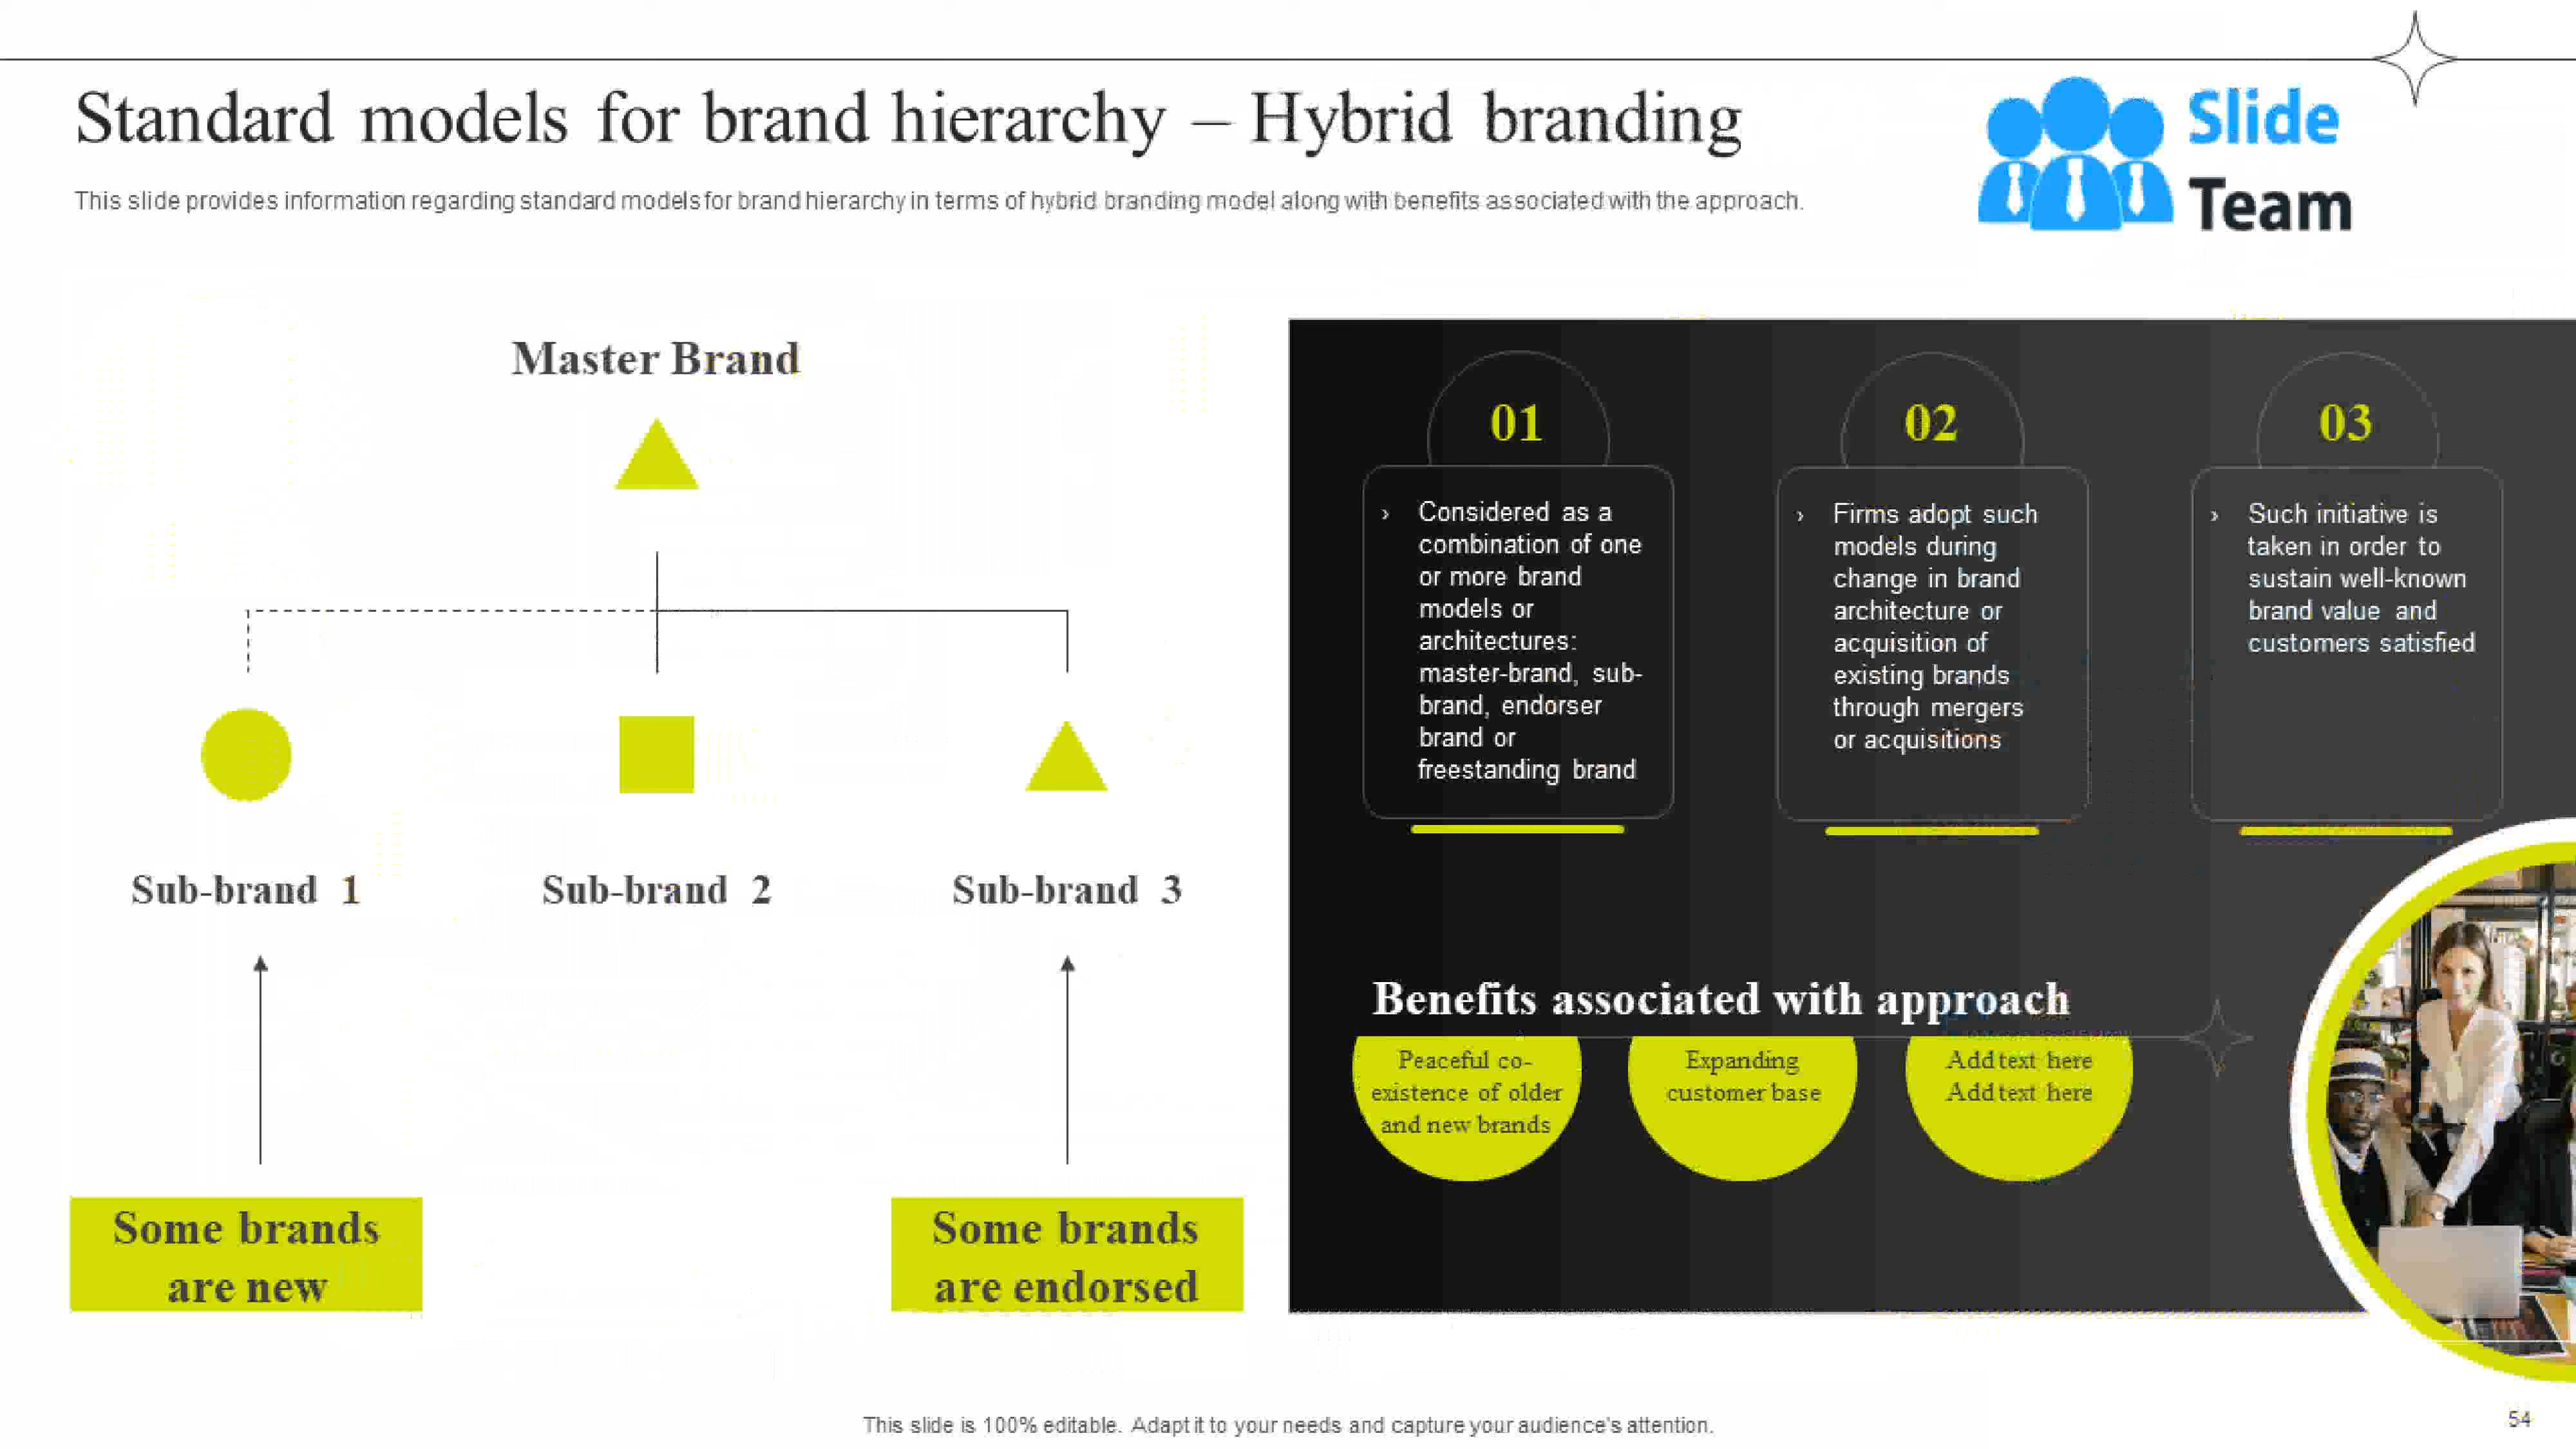 Standard models for brand hierarchy – Hybrid branding
Slide
Team
This slide provides information regarding standard models for brand hierarchy in terms of hybrid branding model along with benefits associated with the approach.
Master Brand
Sub-brand 1
Sub-brand 2
Sub-brand 3
Some brands
are new
Some brands
are endorsed
01
› Considered as a
combination of one
or more brand
models or
architectures:
master-brand, sub-
brand, endorser
brand or
freestanding brand
02
› Firms adopt such
models during
change in brand
architecture or
acquisition of
existing brands
through mergers
or acquisitions
03
› Such initiative is
taken in order to
sustain well-known
brand value and
customers satisfied
Benefits associated with approach
Peaceful co-
existence of older
and new brands
Expanding
customer base
Add text here
Add text here
This slide is 100% editable. Adapt it to your needs and capture your audience's attention.
54